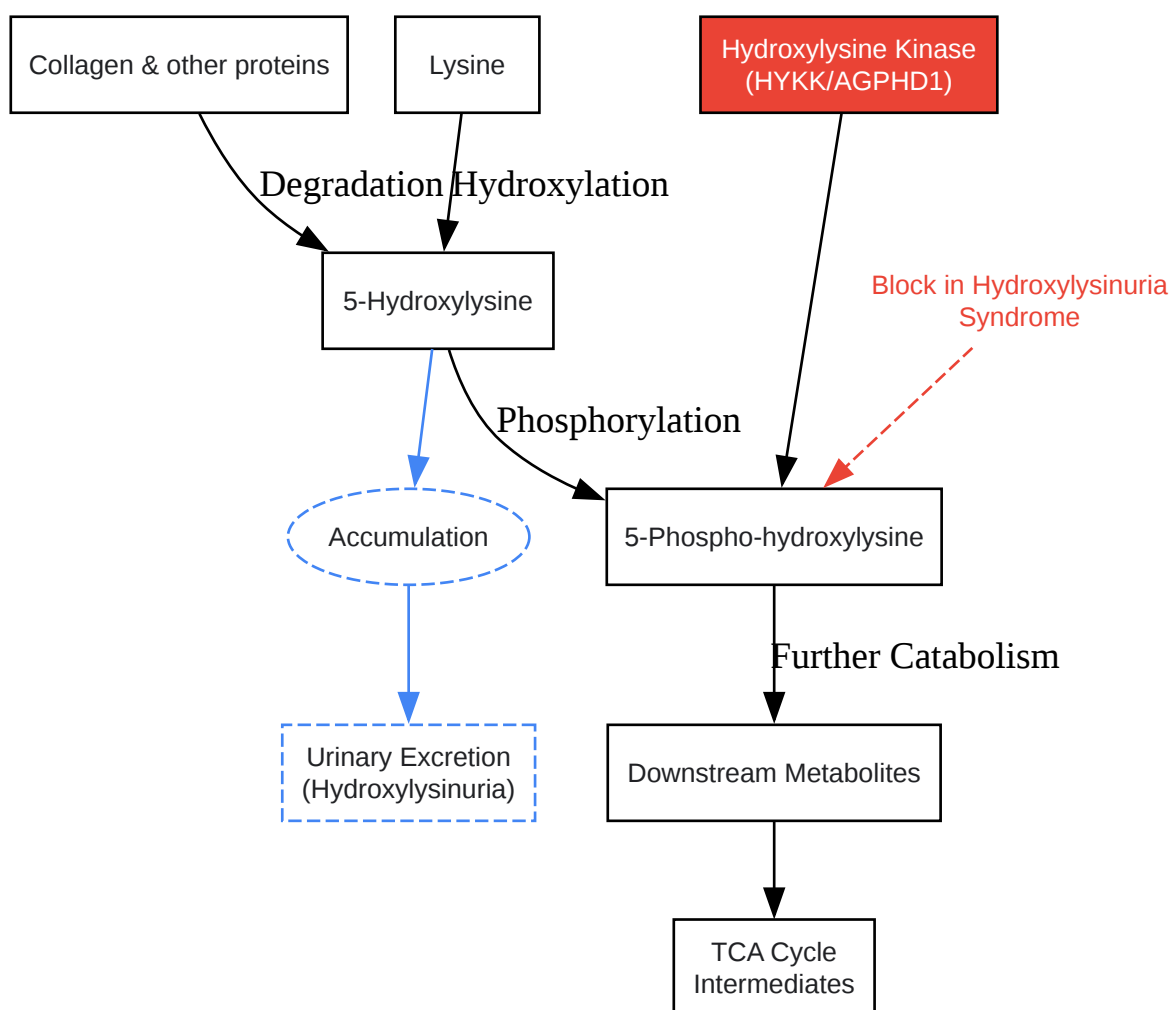 Collagen & other proteins
Lysine
Hydroxylysine Kinase
(HYKK/AGPHD1)
Degradation
Hydroxylation
5-Hydroxylysine
Block in Hydroxylysinuria
Syndrome
Phosphorylation
Accumulation
5-Phospho-hydroxylysine
Further Catabolism
Urinary Excretion
(Hydroxylysinuria)
Downstream Metabolites
TCA Cycle
Intermediates